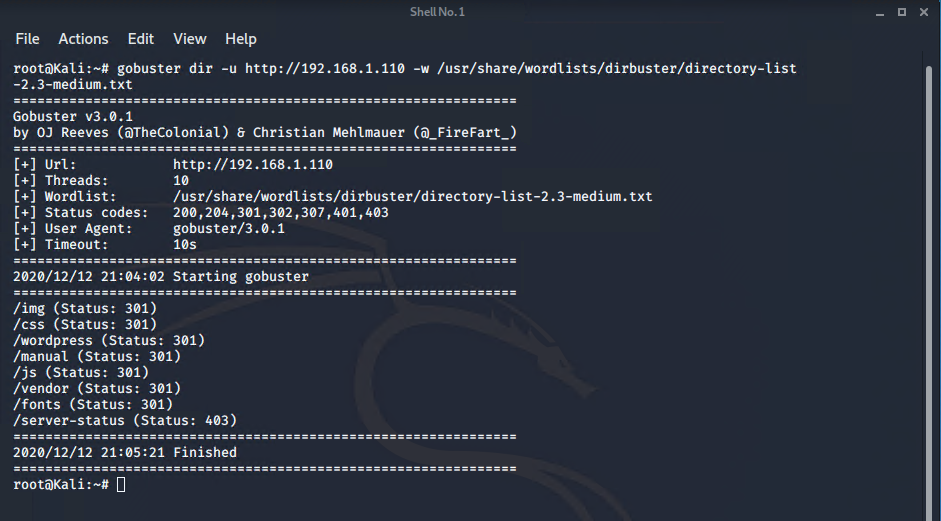 Shell No. 1
File Actions Edit View Help
root@Kali:~# gobuster dir -u http://192.168.1.110 -w /usr/share/wordlists/dirbuster/directory-list
-2.3-medium.txt
===============================================================
Gobuster v3.0.1
by OJ Reeves (@TheColonial) & Christian Mehlmauer (@_FireFart_)
===============================================================
[+] Url:            http://192.168.1.110
[+] Threads:        10
[+] Wordlist:       /usr/share/wordlists/dirbuster/directory-list-2.3-medium.txt
[+] Status codes:   200,204,301,302,307,401,403
[+] User Agent:     gobuster/3.0.1
[+] Timeout:        10s
===============================================================
2020/12/12 21:04:02 Starting gobuster
===============================================================
/img (Status: 301)
/css (Status: 301)
/wordpress (Status: 301)
/manual (Status: 301)
/js (Status: 301)
/vendor (Status: 301)
/fonts (Status: 301)
/server-status (Status: 403)
===============================================================
2020/12/12 21:05:21 Finished
===============================================================
root@Kali:~#